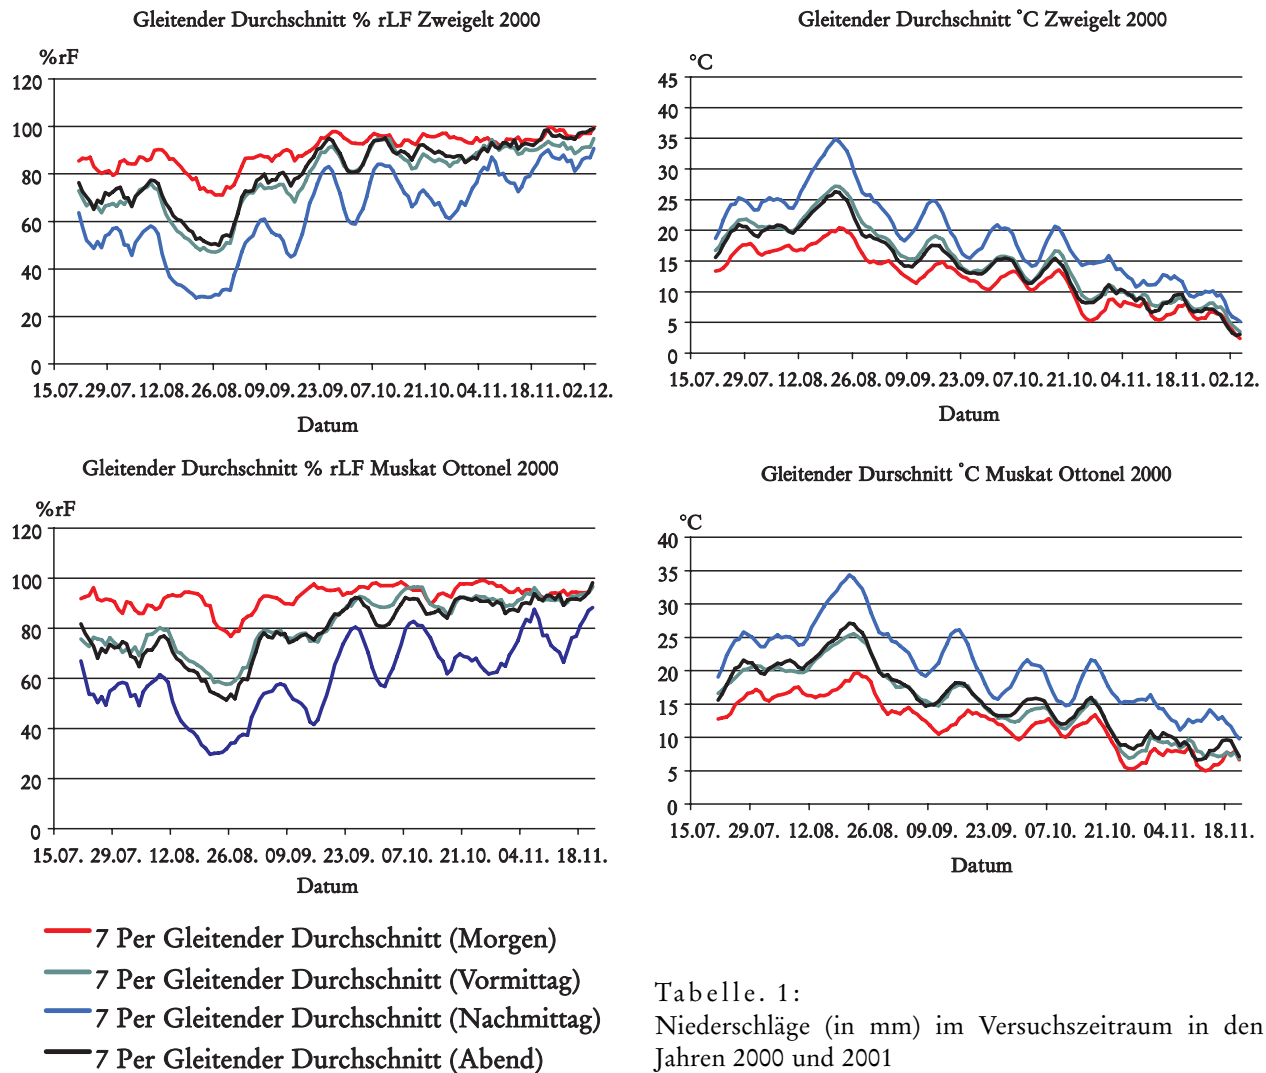 Gleitender Durchschnitt % rLF Zweigelt 2000
%rF
120
100
80
60
40
20
0
15.07. 29.07. 12.08. 26.08. 09.09. 23.09. 07.10. 21.10. 04.11. 18.11. 02.12.
Datum
Gleitender Durchschnitt °C Zweigelt 2000
°C
45
40
35
30
25
20
15
10
5
0
15.07. 29.07. 12.08. 26.08. 09.09. 23.09. 07.10. 21.10. 04.11. 18.11. 02.12.
Datum
Gleitender Durchschnitt % rLF Muskat Ottonel 2000
%rF
120
100
80
60
40
20
0
15.07. 29.07. 12.08. 26.08. 09.09. 23.09. 07.10. 21.10. 04.11. 18.11.
Datum
Gleitender Durschnitt °C Muskat Ottonel 2000
°C
40
35
30
25
20
15
10
5
0
15.07. 29.07. 12.08. 26.08. 09.09. 23.09. 07.10. 21.10. 04.11. 18.11.
Datum
7 Per Gleitender Durchschnitt (Morgen)
7 Per Gleitender Durchschnitt (Vormittag)
7 Per Gleitender Durchschnitt (Nachmittag)
7 Per Gleitender Durchschnitt (Abend)
Tabelle. 1:
Niederschläge (in mm) im Versuchszeitraum in den
Jahren 2000 und 2001